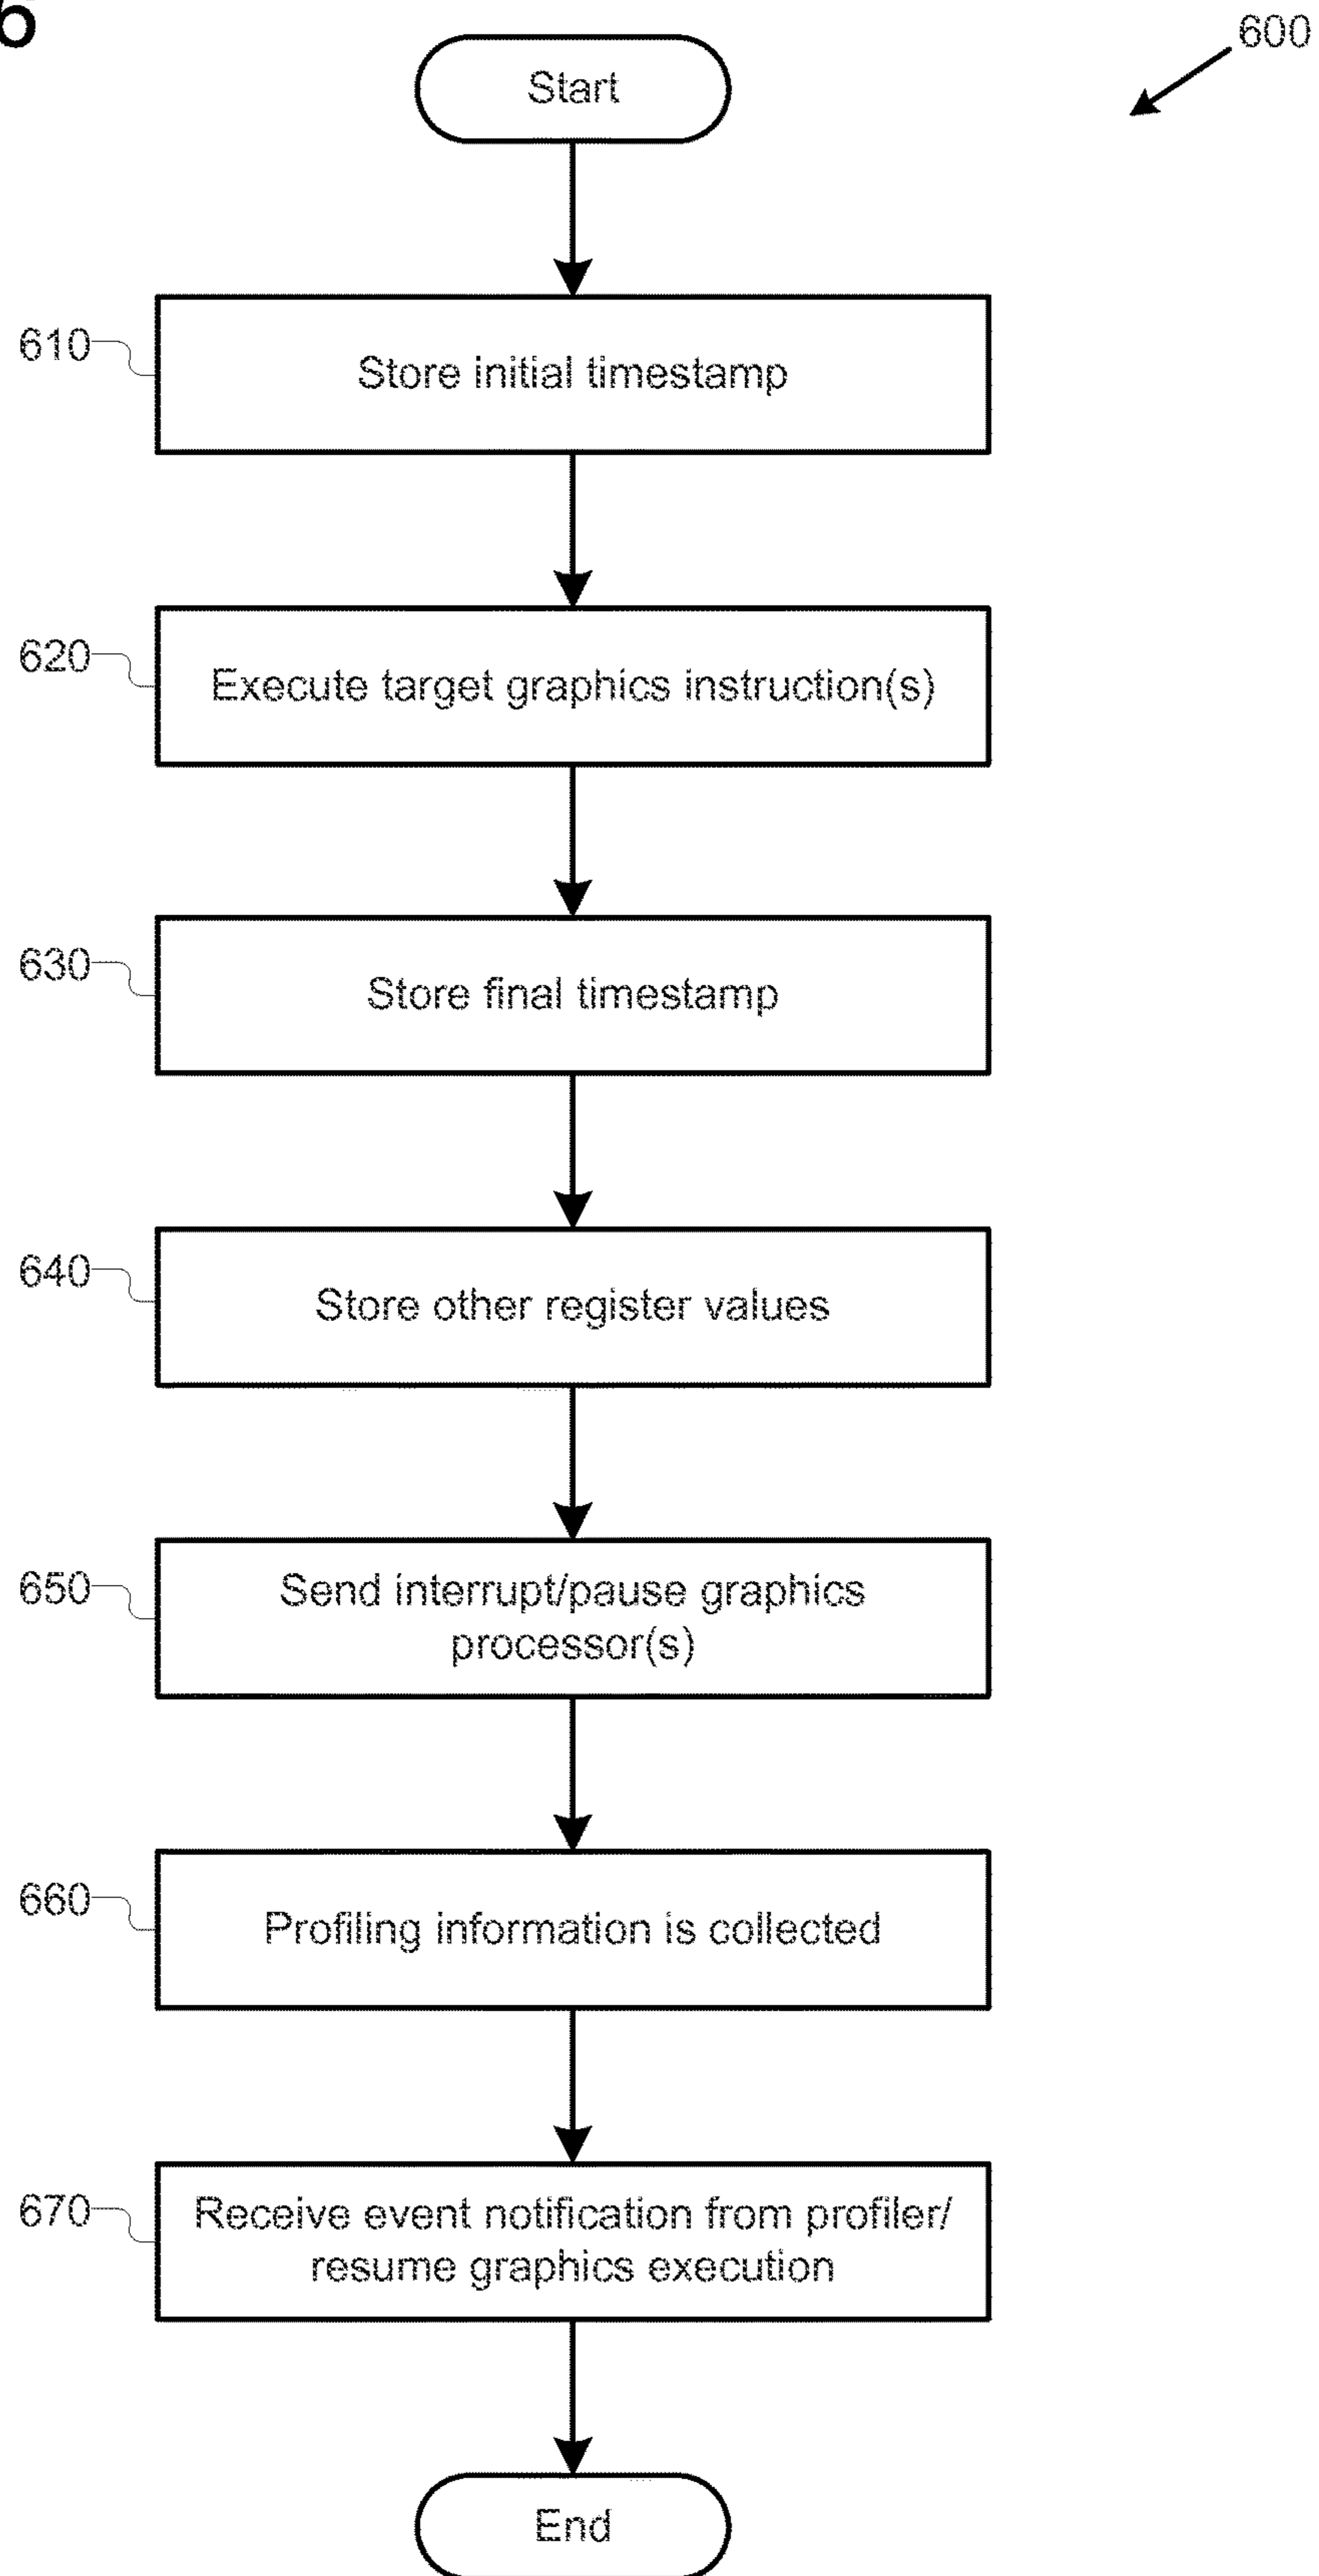 6
600
Start
610
Store initial timestamp
620
Execute target graphics instruction(s)
630
Store final timestamp
640
Store other register values
650
Send interrupt/pause graphics
processor(s)
660
Profiling information is collected
670
Receive event notification from profiler/
resume graphics execution
End